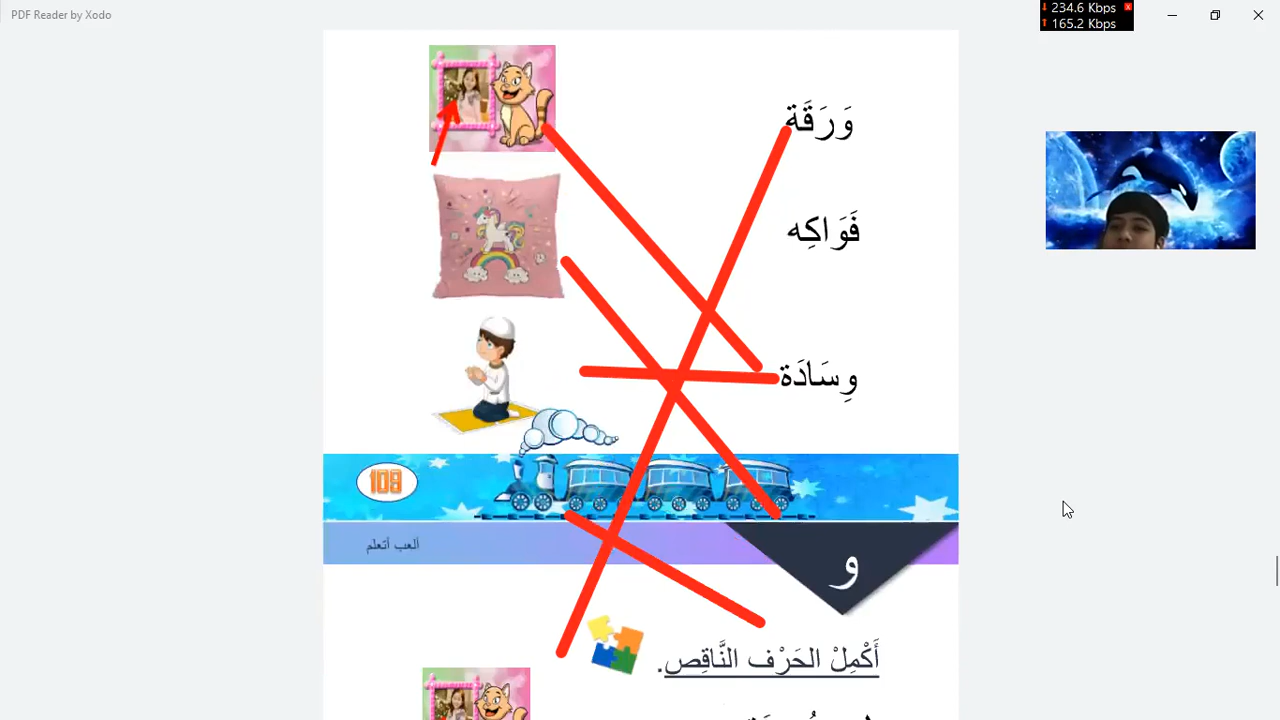 PDF Reader by Xodo
234.6 Kbps
165.2 Kbps
وَرَقَة
فَوَاكِه
وِسَادَة
108
ألعب أتعلم
و
أَكْمِلْ الحَرْف النَّاقِص.